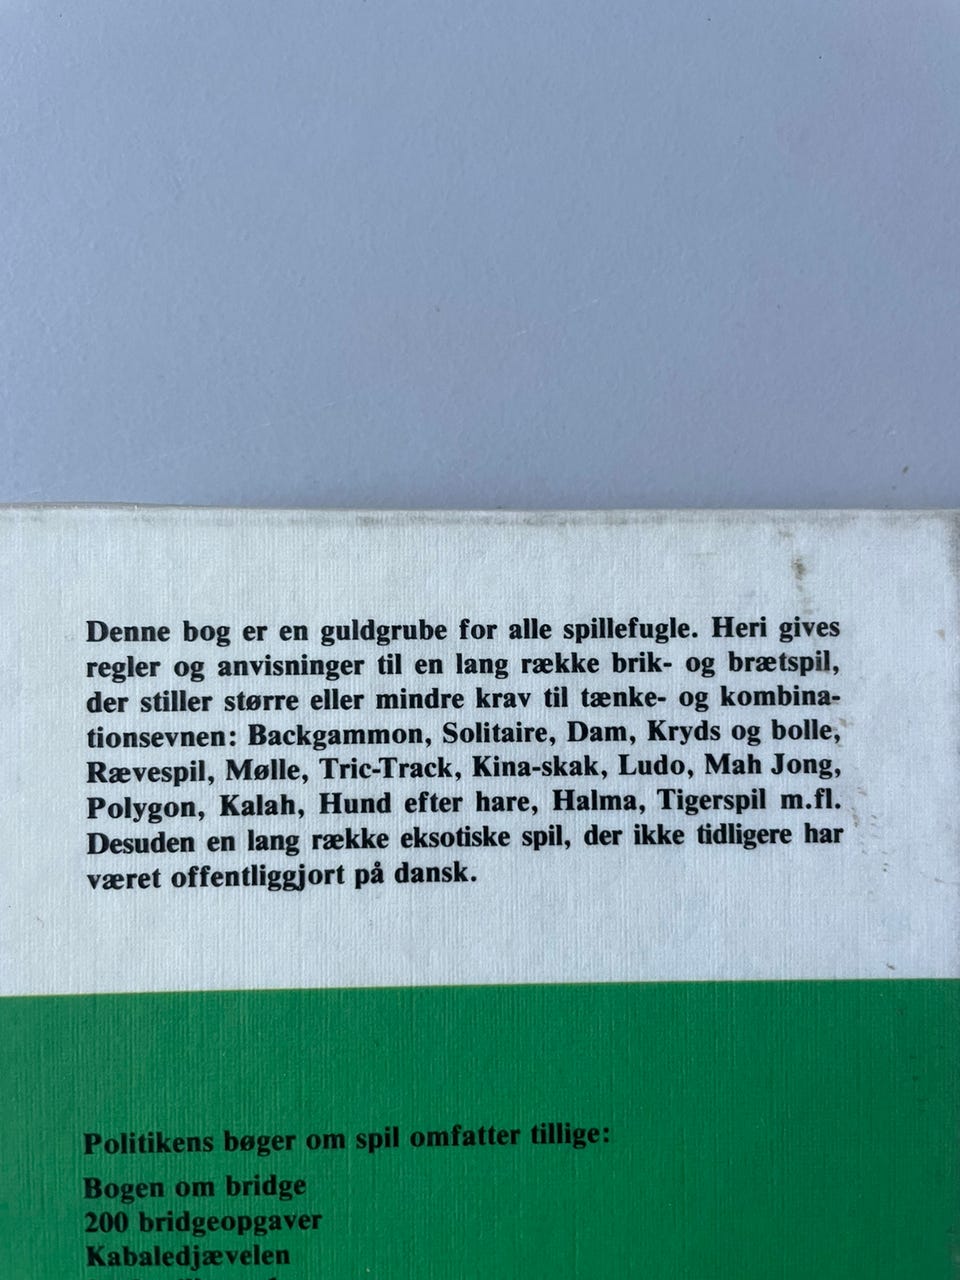 Denne bog er en guldgrube for alle spillefugle. Heri gives
regler og anvisninger til en lang række brik- og brætspil,
der stiller større eller mindre krav til tænke- og kombina-
tionsevnen: Backgammon, Solitaire, Dam, Kryds og bolle,
Rævespil, Mølle, Tric-Track, Kina-skak, Ludo, Mah Jong,
Polygon, Kalah, Hund efter hare, Halma, Tigerspil m.fl.
Desuden en lang række eksotiske spil, der ikke tidligere har
været offentliggjort på dansk.
Politikens bøger om spil omfatter tillige:
Bogen om bridge
200 bridgeopgaver
Kabaledjævelen